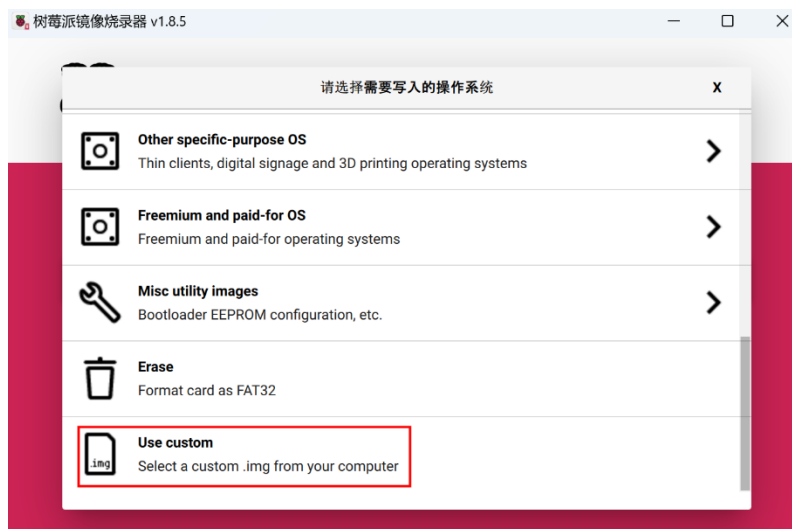 树莓派镜像烧录器 v1.8.5
请选择需要写入的操作系统
X
Other specific-purpose OS
Thin clients, digital signage and 3D printing operating systems
Freemium and paid-for OS
Freemium and paid-for operating systems
Misc utility images
Bootloader EEPROM configuration, etc.
Erase
Format card as FAT32
Use custom
.img
Select a custom .img from your computer